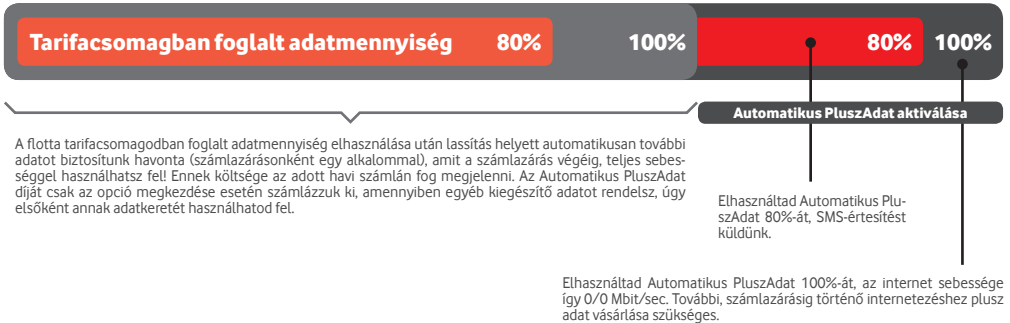 Tarifacsomagban foglalt adatmennyiség 80% 100% 80% 100%
Automatikus PluszAdat aktiválása
A flotta tarifacsomagodban foglalt adatmennyiség elhasználása után lassítás helyett automatikusan további
adatot biztosítunk havonta (számlazárásonként egy alkalommal), amit a számlazárás végéig, teljes sebes-
séggel használhatsz fel! Ennek költsége az adott havi számlán fog megjelenni. Az Automatikus PluszAdat
díját csak az opció megkezdése esetén számlázzuk ki, amennyiben egyéb kiegészítő adatot rendelsz, úgy
elsőként annak adatkeretét használhatod fel.
Elhasználtad Automatikus Plu-
szAdat 80%-át, SMS-értesítést
küldünk.
Elhasználtad Automatikus PluszAdat 100%-át, az internet sebessége
így 0/0 Mbit/sec. További, számlazárásig történő internetezéshez plusz
adat vásárlása szükséges.